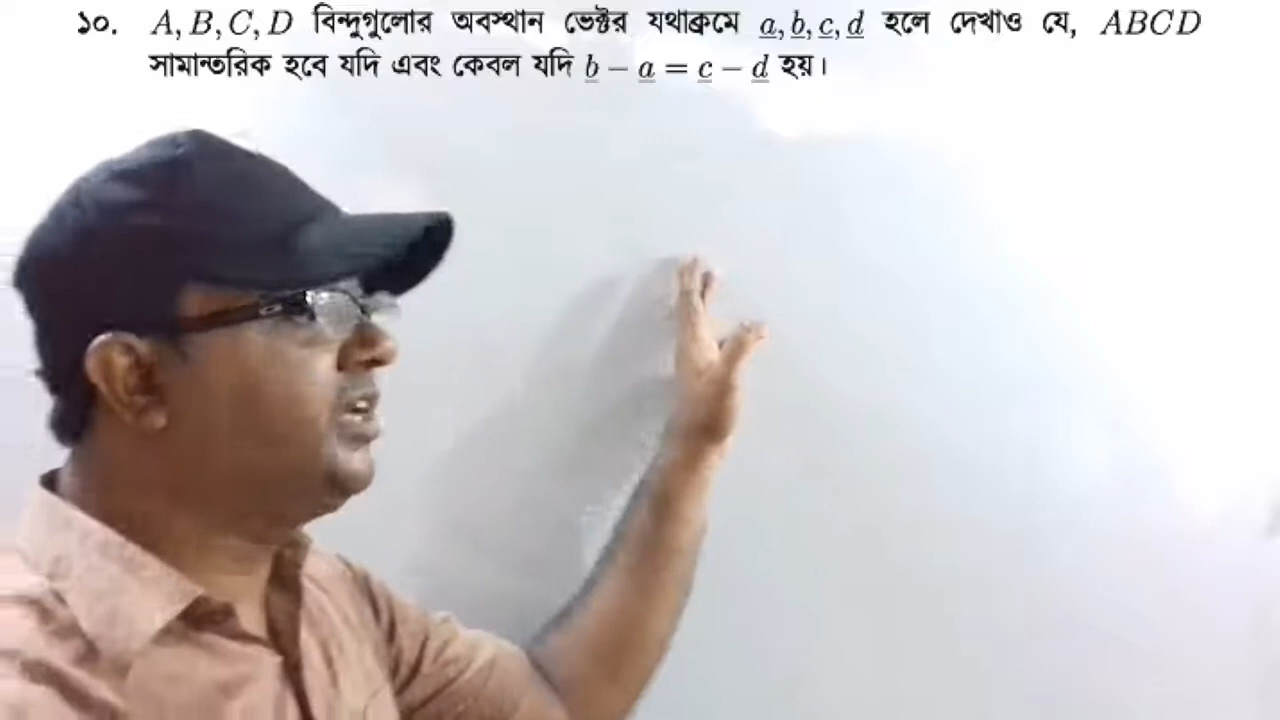 ১০. A, B, C, D বিন্দুগুলোর অবস্থান ভেক্টর যথাক্রমে a, b, c, d হলে দেখাও যে, ABCD
সামান্তরিক হবে যদি এবং কেবল যদি b − a = c − d হয়।